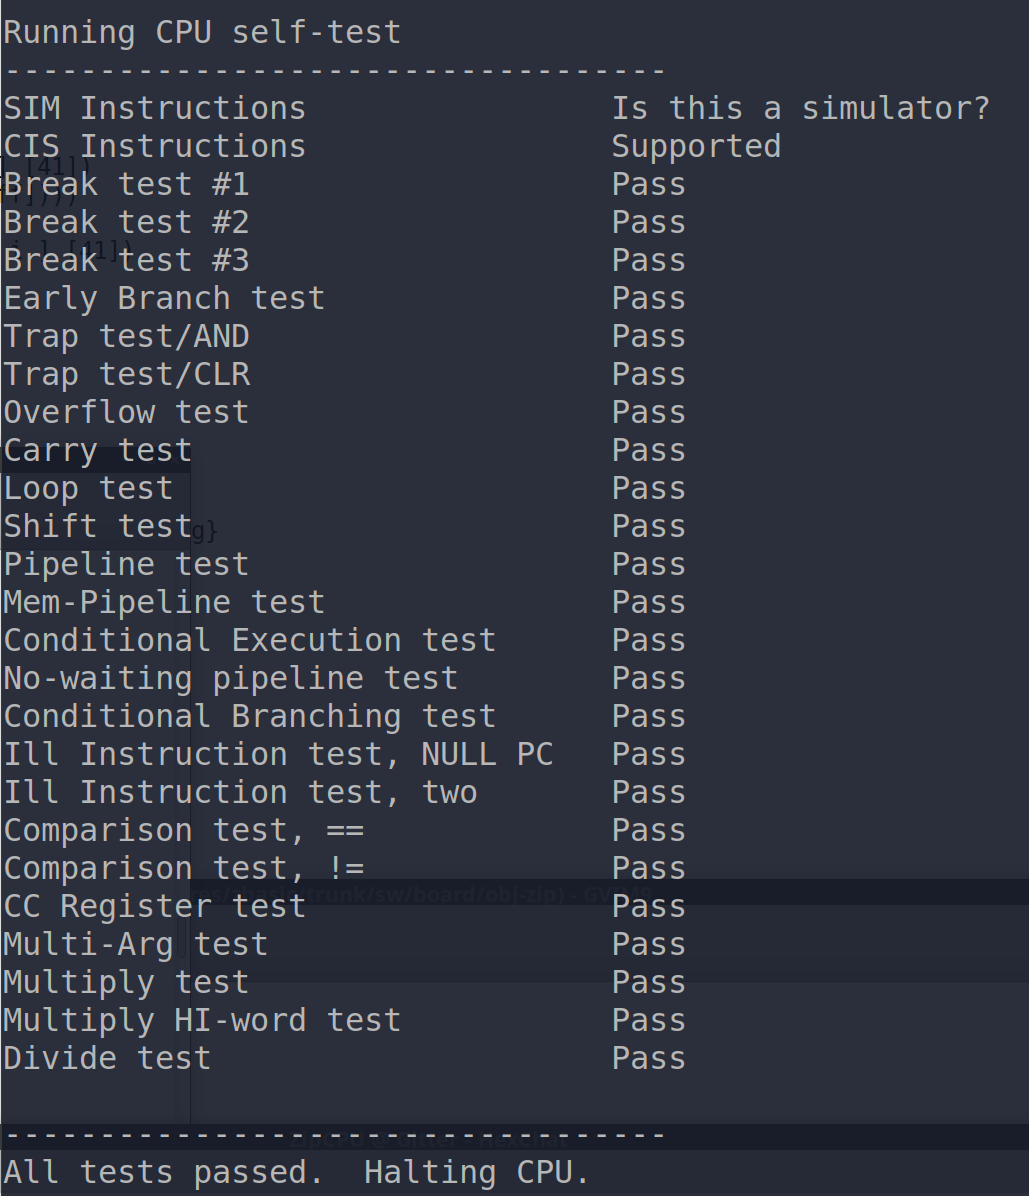 Running CPU self-test
-----------------------------------
SIM Instructions                Is this a simulator?
CIS Instructions                Supported
Break test #1                   Pass
Break test #2                   Pass
Break test #3                   Pass
Early Branch test               Pass
Trap test/AND                   Pass
Trap test/CLR                   Pass
Overflow test                   Pass
Carry test                      Pass
Loop test                       Pass
Shift test                      Pass
Pipeline test                   Pass
Mem-Pipeline test               Pass
Conditional Execution test      Pass
No-waiting pipeline test        Pass
Conditional Branching test      Pass
Ill Instruction test, NULL PC   Pass
Ill Instruction test, two       Pass
Comparison test, ==             Pass
Comparison test, !=             Pass
CC Register test                Pass
Multi-Arg test                  Pass
Multiply test                   Pass
Multiply HI-word test           Pass
Divide test                     Pass
-----------------------------------
All tests passed.  Halting CPU.